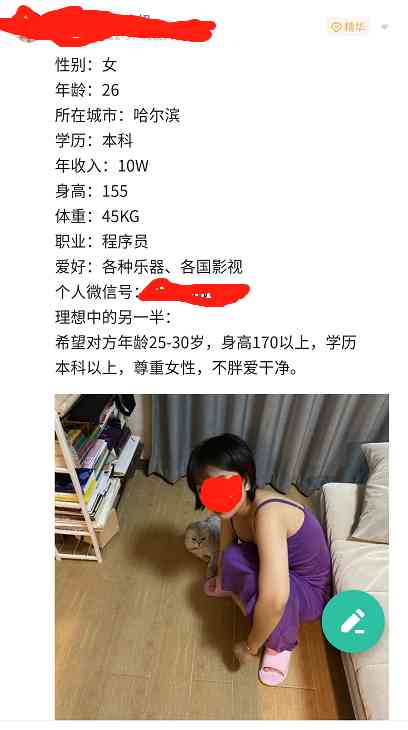 精华
性别：女
年龄：26
所在城市：哈尔滨
学历：本科
年收入：10W
身高：155
体重：45KG
职业：程序员
爱好：各种乐器、各国影视
个人微信号：
理想中的另一半：
希望对方年龄25-30岁，身高170以上，学历
本科以上，尊重女性，不胖爱干净。